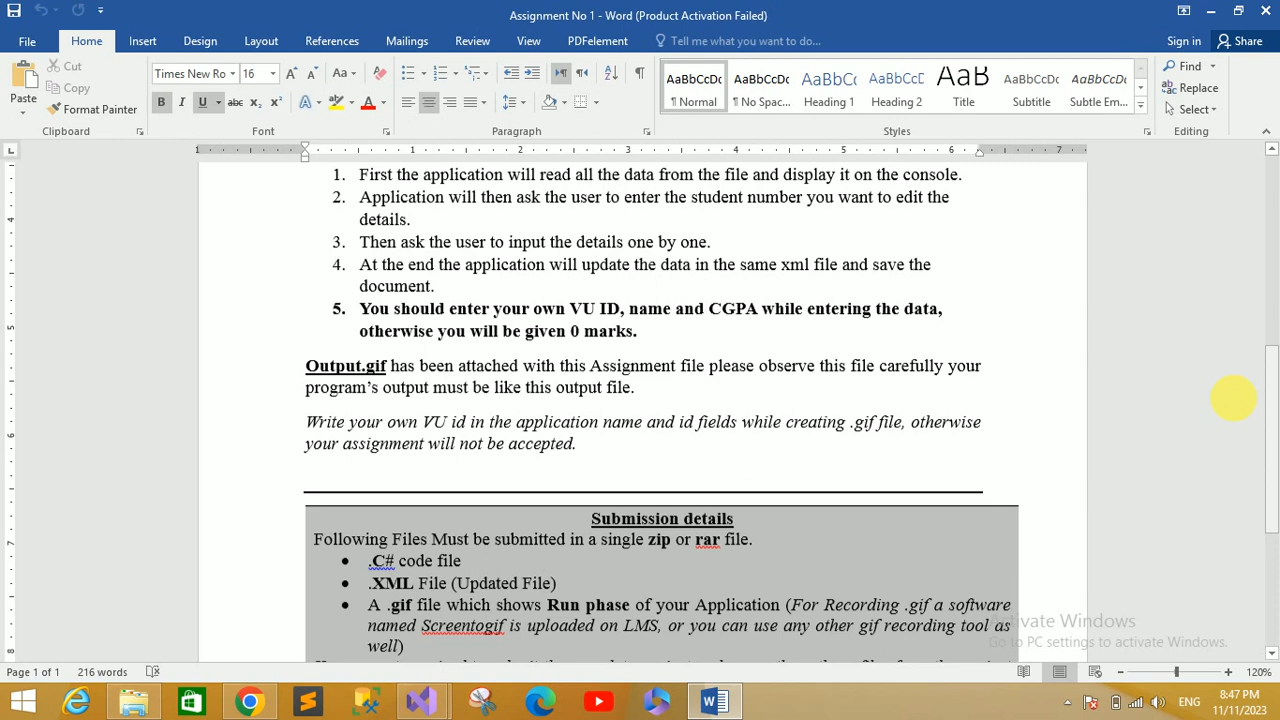 Assignment No 1 - Word (Product Activation Failed)
File Home Insert Design Layout References Mailings Review View PDFelement Tell me what you want to do... Sign in Share
Cut
Copy
Format Painter
Paste
Clipboard
Times New Ro 16
Font
Paragraph
AaBbCcDc AaBbCcDc AaBbCc AaBbCcE AaB AaBbCcD AaBbCcDc
¶ Normal ¶ No Spac... Heading 1 Heading 2 Title Subtitle Subtle Em...
Styles
Find
Replace
Select
Editing
1 1 2 3 4 5 6 7
1. First the application will read all the data from the file and display it on the console.
2. Application will then ask the user to enter the student number you want to edit the
details.
3. Then ask the user to input the details one by one.
4. At the end the application will update the data in the same xml file and save the
document.
5. You should enter your own VU ID, name and CGPA while entering the data,
otherwise you will be given 0 marks.
Output.gif has been attached with this Assignment file please observe this file carefully your
program's output must be like this output file.
Write your own VU id in the application name and id fields while creating .gif file, otherwise
your assignment will not be accepted.
Submission details
Following Files Must be submitted in a single zip or rar file.
• .C# code file
• .XML File (Updated File)
• A .gif file which shows Run phase of your Application (For Recording .gif a software
named Screentogif is uploaded on LMS, or you can use any other gif recording tool as
well)
Activate Windows
Go to PC settings to activate Windows.
Page 1 of 1 216 words 120%
ENG
8:47 PM
11/11/2023